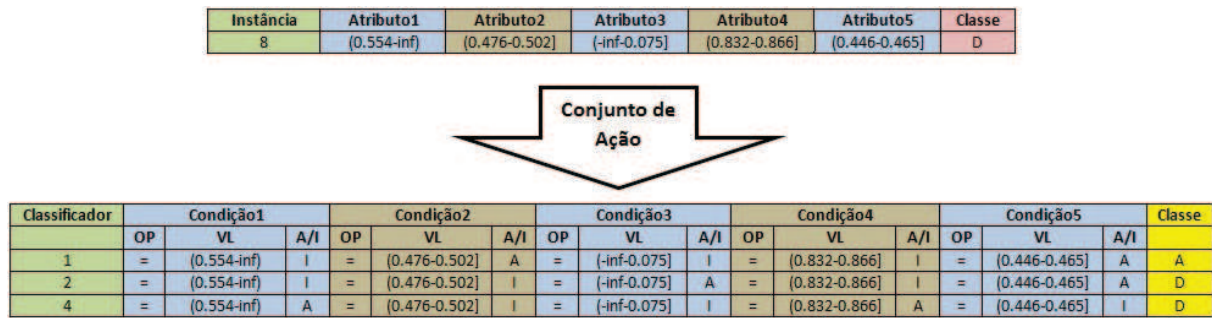 Instância Atributo1 Atributo2 Atributo3 Atributo4 Atributo5 Classe
8 (0.554-inf) (0.476-0.502] (-inf-0.075] (0.832-0.866] (0.446-0.465] D
Conjunto de
Ação
Classificador Condição1 Condição2 Condição3 Condição4 Condição5 Classe
OP VL A/I OP VL A/I OP VL A/I OP VL A/I OP VL A/I
1 = (0.554-inf) I = (0.476-0.502] A = (-inf-0.075] I = (0.832-0.866] I = (0.446-0.465] A A
2 = (0.554-inf) I = (0.476-0.502] I = (-inf-0.075] A = (0.832-0.866] I = (0.446-0.465] A D
4 = (0.554-inf) A = (0.476-0.502] I = (-inf-0.075] I = (0.832-0.866] A = (0.446-0.465] I D